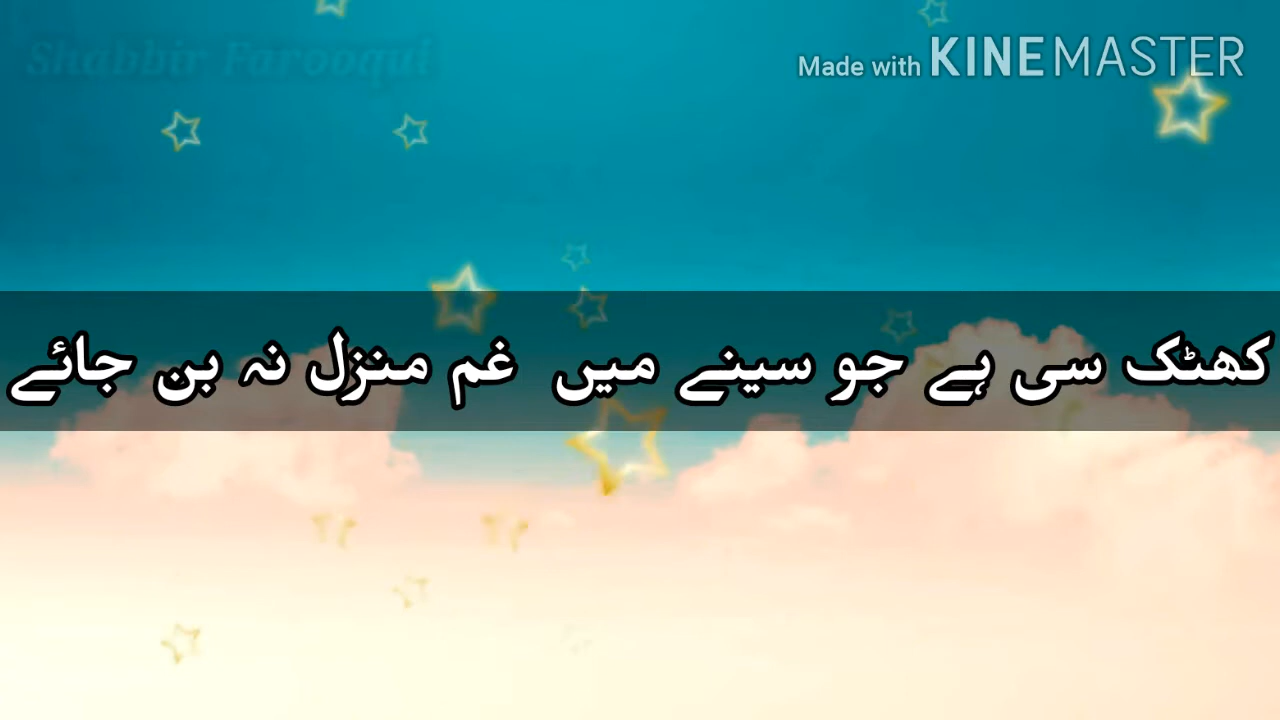 Shabbir Farooqui
Made with KINEMASTER
کھٹک سی ہے جو سینے میں غم منزل نہ بن جائے